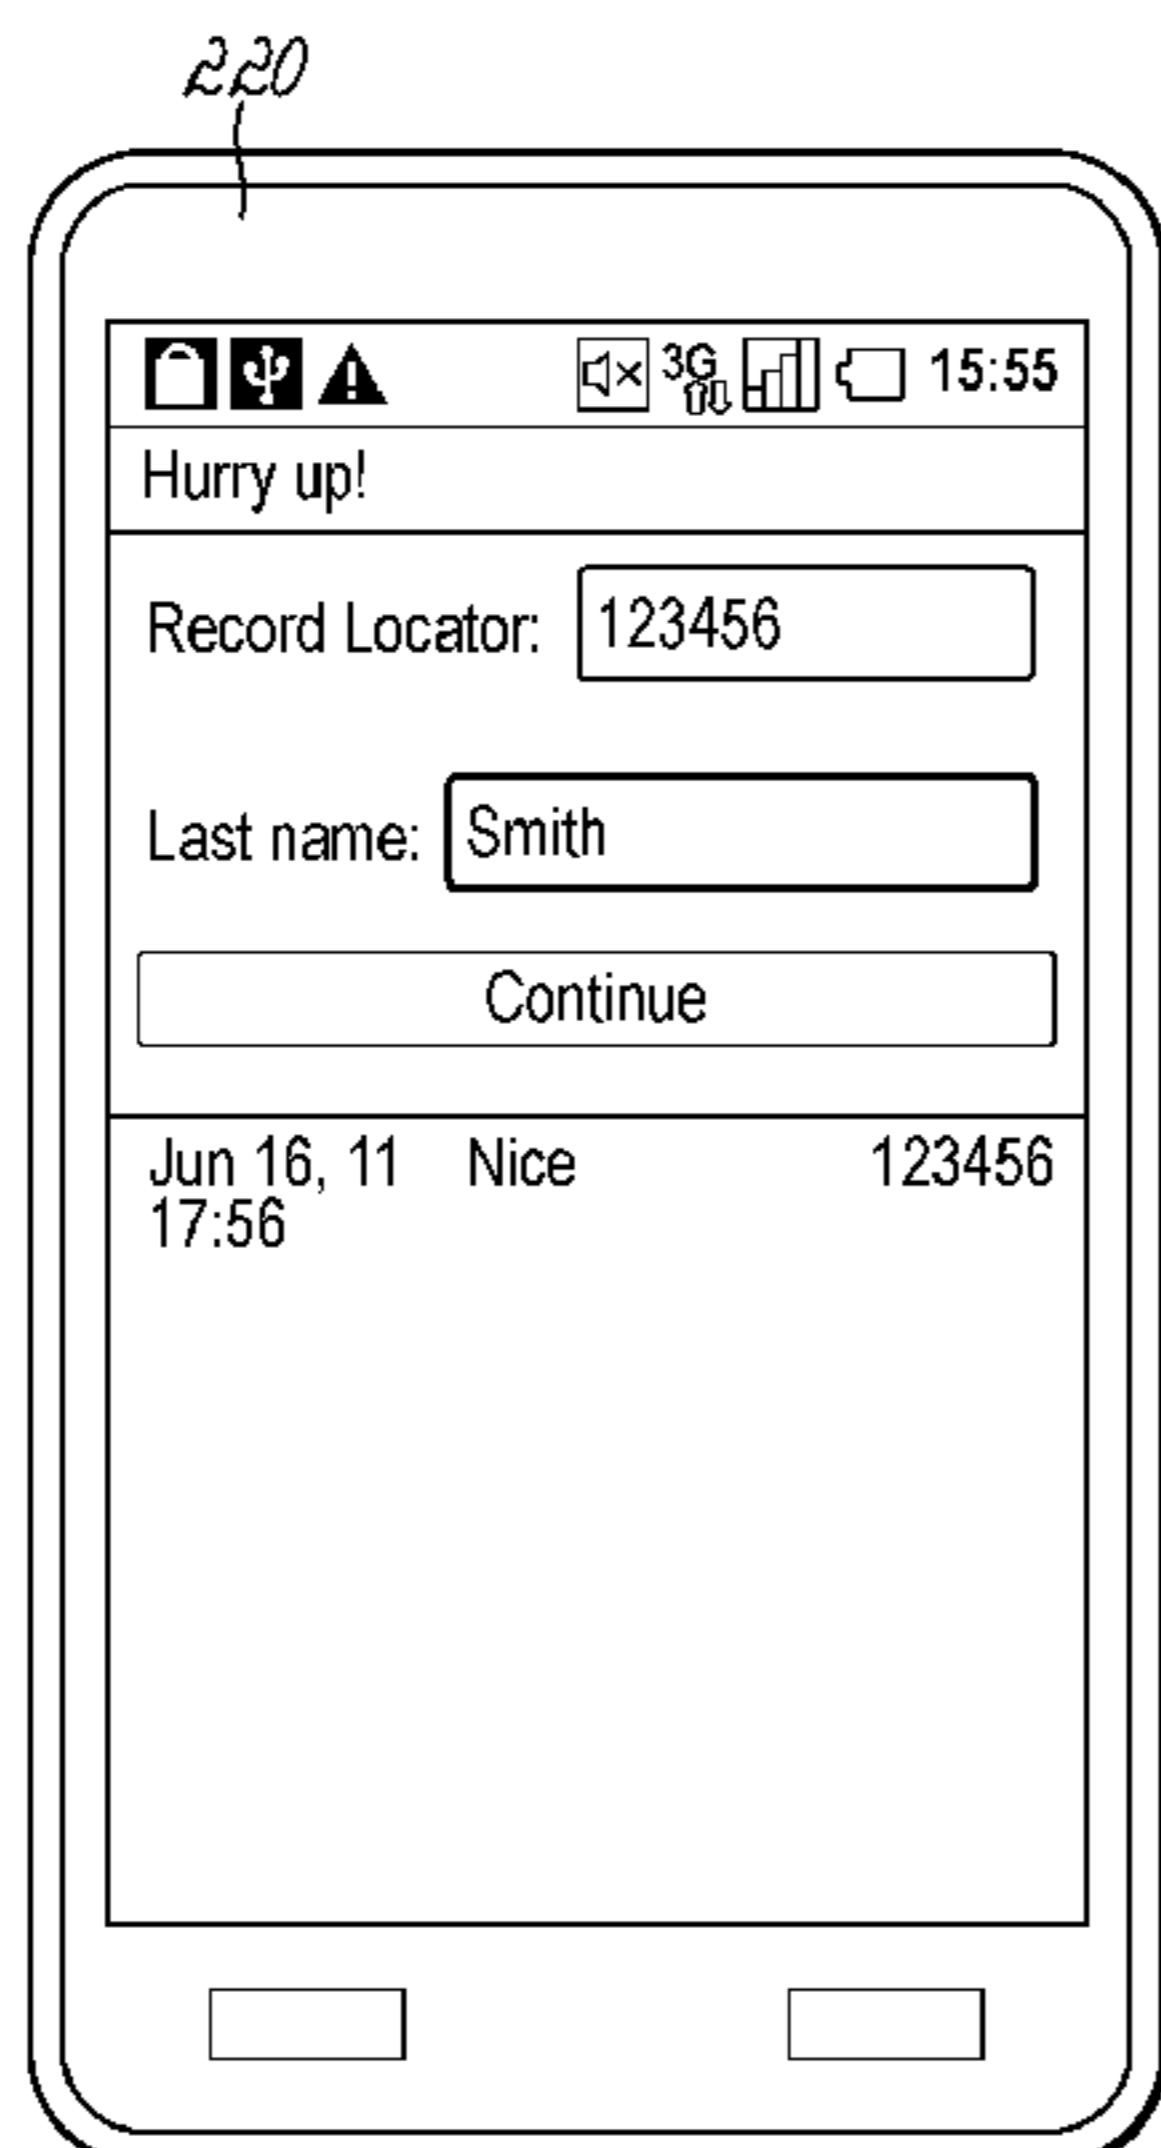 220
3G 15:55
Hurry up!
Record Locator: 123456
Last name: Smith
Continue
Jun 16, 11 Nice 123456
17:56